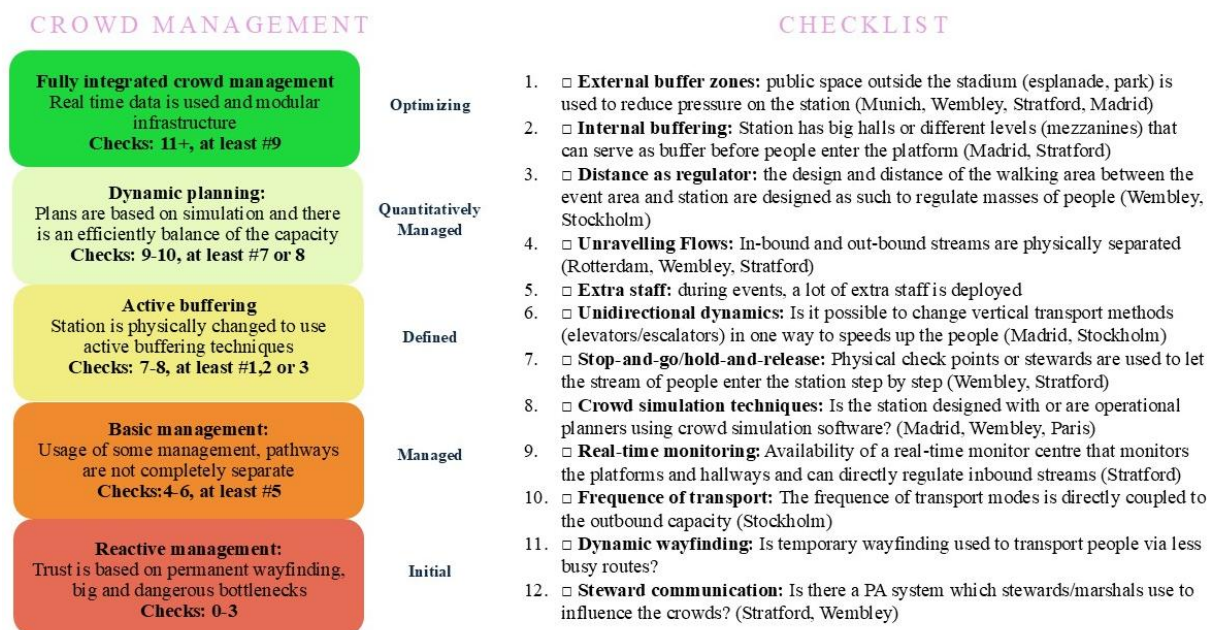 CROWD MANAGEMENT
Fully integrated crowd management
Real time data is used and modular
infrastructure
Checks: 11+, at least #9
Optimizing
Dynamic planning:
Plans are based on simulation and there
is an efficiently balance of the capacity
Checks: 9-10, at least #7 or 8
Quantitatively
Managed
Active buffering
Station is physically changed to use
active buffering techniques
Checks: 7-8, at least #1,2 or 3
Defined
Basic management:
Usage of some management, pathways
are not completely separate
Checks:4-6, at least #5
Managed
Reactive management:
Trust is based on permanent wayfinding,
big and dangerous bottlenecks
Checks: 0-3
Initial
CHECKLIST
1. □ External buffer zones: public space outside the stadium (esplanade, park) is
used to reduce pressure on the station (Munich, Wembley, Stratford, Madrid)
2. □ Internal buffering: Station has big halls or different levels (mezzanines) that
can serve as buffer before people enter the platform (Madrid, Stratford)
3. □ Distance as regulator: the design and distance of the walking area between the
event area and station are designed as such to regulate masses of people (Wembley,
Stockholm)
4. □ Unravelling Flows: In-bound and out-bound streams are physically separated
(Rotterdam, Wembley, Stratford)
5. □ Extra staff: during events, a lot of extra staff is deployed
6. □ Unidirectional dynamics: Is it possible to change vertical transport methods
(elevators/escalators) in one way to speeds up the people (Madrid, Stockholm)
7. □ Stop-and-go/hold-and-release: Physical check points or stewards are used to let
the stream of people enter the station step by step (Wembley, Stratford)
8. □ Crowd simulation techniques: Is the station designed with or are operational
planners using crowd simulation software? (Madrid, Wembley, Paris)
9. □ Real-time monitoring: Availability of a real-time monitor centre that monitors
the platforms and hallways and can directly regulate inbound streams (Stratford)
10. □ Frequence of transport: The frequence of transport modes is directly coupled to
the outbound capacity (Stockholm)
11. □ Dynamic wayfinding: Is temporary wayfinding used to transport people via less
busy routes?
12. □ Steward communication: Is there a PA system which stewards/marshals use to
influence the crowds? (Stratford, Wembley)